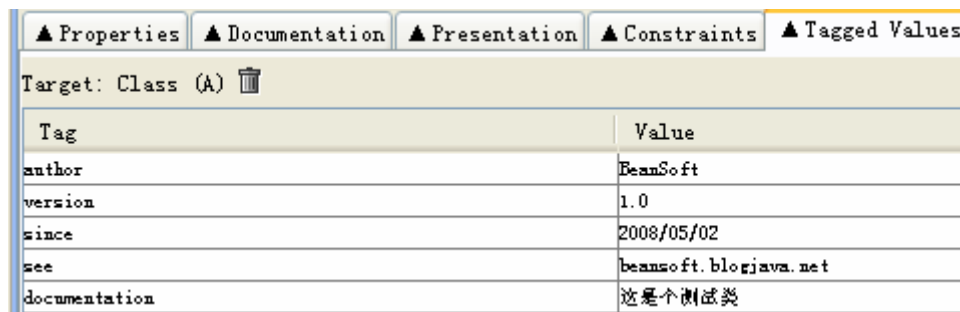 ▲ Properties ▲ Documentation ▲ Presentation ▲ Constraints ▲ Tagged Values
Target: Class (A)
Tag Value
author BeanSoft
version 1.0
since 2008/05/02
see beansoft.blogjava.net
documentation 这是个测试类